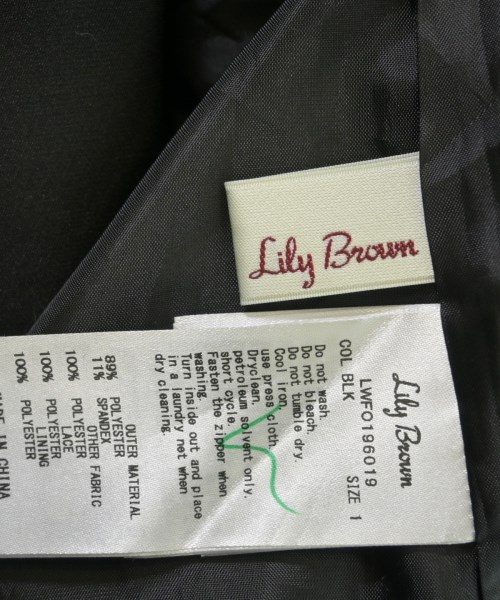 Lily Brown
Lily Brown
LWFO196019
COL BLK SIZE 1
Do not wash.
Do not bleach.
Do not tumble dry.
Cool iron,
use press cloth.
Dryclean,
petroleum solvent only.
short cycle.
Fasten the zipper when
washing.
Turn inside out and place
in a laundry net when
dry cleaning.
OUTER MATERIAL
89% POLYESTER
11% SPANDEX
OTHER FABRIC
100% POLYESTER
LACE
100% POLYESTER
LINING
100% POLYESTER
MADE IN CHINA